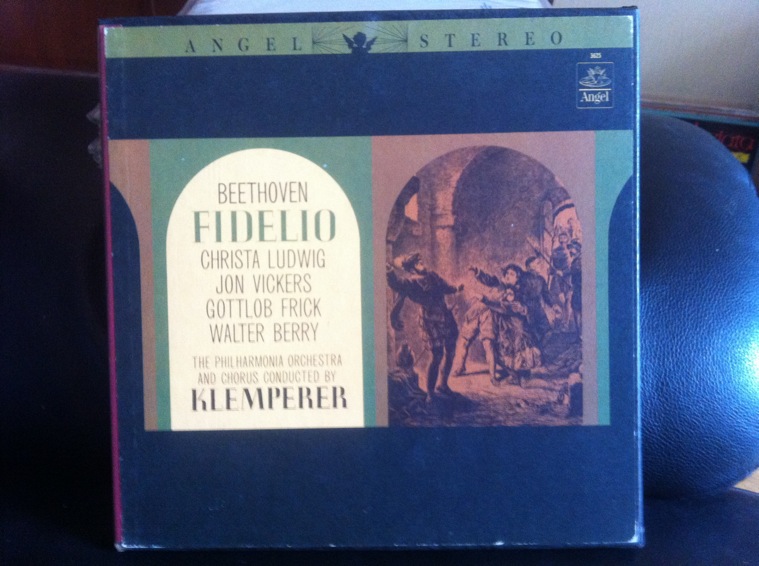 ANGEL STEREO
3625
Angel
BEETHOVEN
FIDELIO
CHRISTA LUDWIG
JON VICKERS
GOTTLOB FRICK
WALTER BERRY
THE PHILHARMONIA ORCHESTRA
AND CHORUS CONDUCTED BY
KLEMPERER